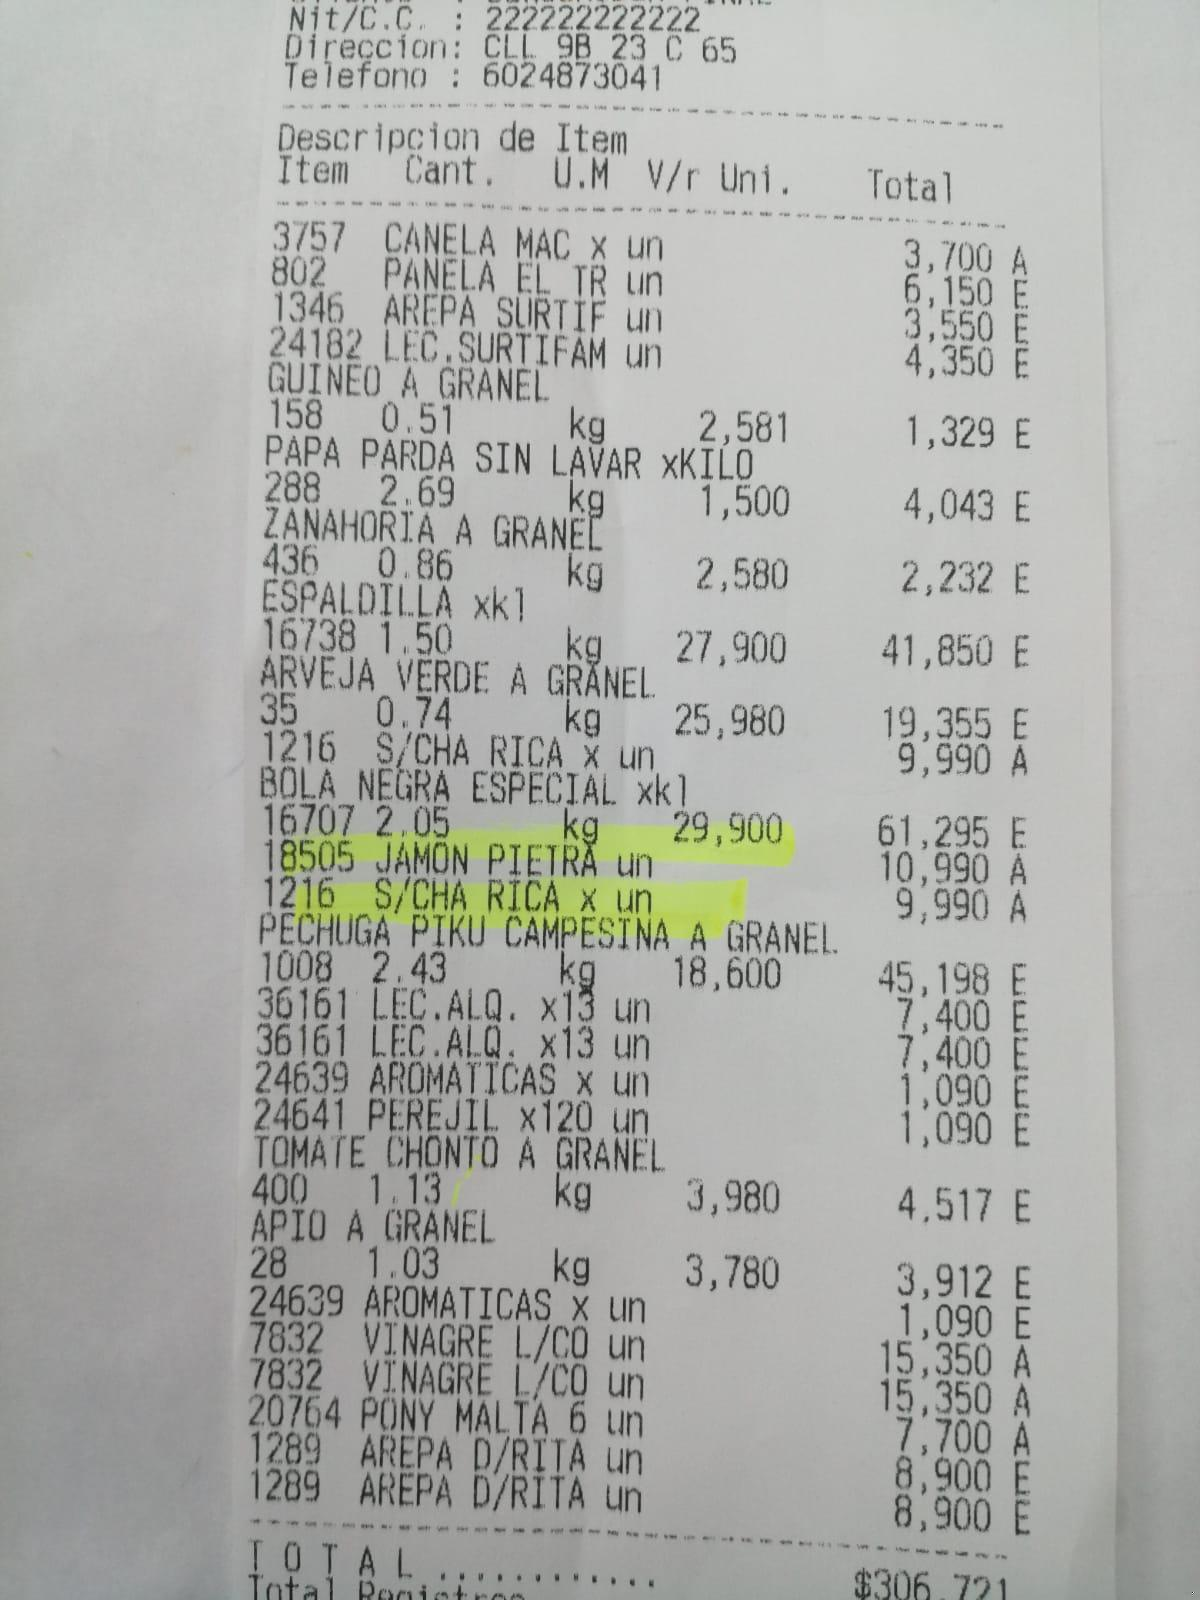 Nit/C.C. : 222222222222
Direccion: CLL 9B 23 C 65
Telefono : 6024873041
Descripcion de Item
Item Cant. U.M V/r Uni. Total
3757 CANELA MAC x un 3,700 A
802 PANELA EL TR un 6,150 E
1346 AREPA SURTIF un 3,550 E
24182 LEC.SURTIFAM un 4,350 E
GUINEO A GRANEL
158 0.51 kg 2,581 1,329 E
PAPA PARDA SIN LAVAR xKILO
288 2.69 kg 1,500 4,043 E
ZANAHORIA A GRANEL
436 0.86 kg 2,580 2,232 E
ESPALDILLA xkl
16738 1.50 kg 27,900 41,850 E
ARVEJA VERDE A GRANEL
35 0.74 kg 25,980 19,355 E
1216 S/CHA RICA x un 9,990 A
BOLA NEGRA ESPECIAL xkl
16707 2.05 kg 29,900 61,295 E
18505 JAMON PIETRA un 10,990 A
1216 S/CHA RICA x un 9,990 A
PECHUGA PIKU CAMPESINA A GRANEL
1008 2.43 kg 18,600 45,198 E
36161 LEC.ALQ. x13 un 7,400 E
36161 LEC.ALQ. x13 un 7,400 E
24639 AROMATICAS x un 1,090 E
24641 PEREJIL x120 un 1,090 E
TOMATE CHONTO A GRANEL
400 1.13 kg 3,980 4,517 E
APIO A GRANEL
28 1.03 kg 3,780 3,912 E
24639 AROMATICAS x un 1,090 E
7832 VINAGRE L/CO un 15,350 A
7832 VINAGRE L/CO un 15,350 A
20764 PONY MALTA 6 un 7,700 A
1289 AREPA D/RITA un 8,900 E
1289 AREPA D/RITA un 8,900 E
T O T A L ............ $306,721
Total Registros